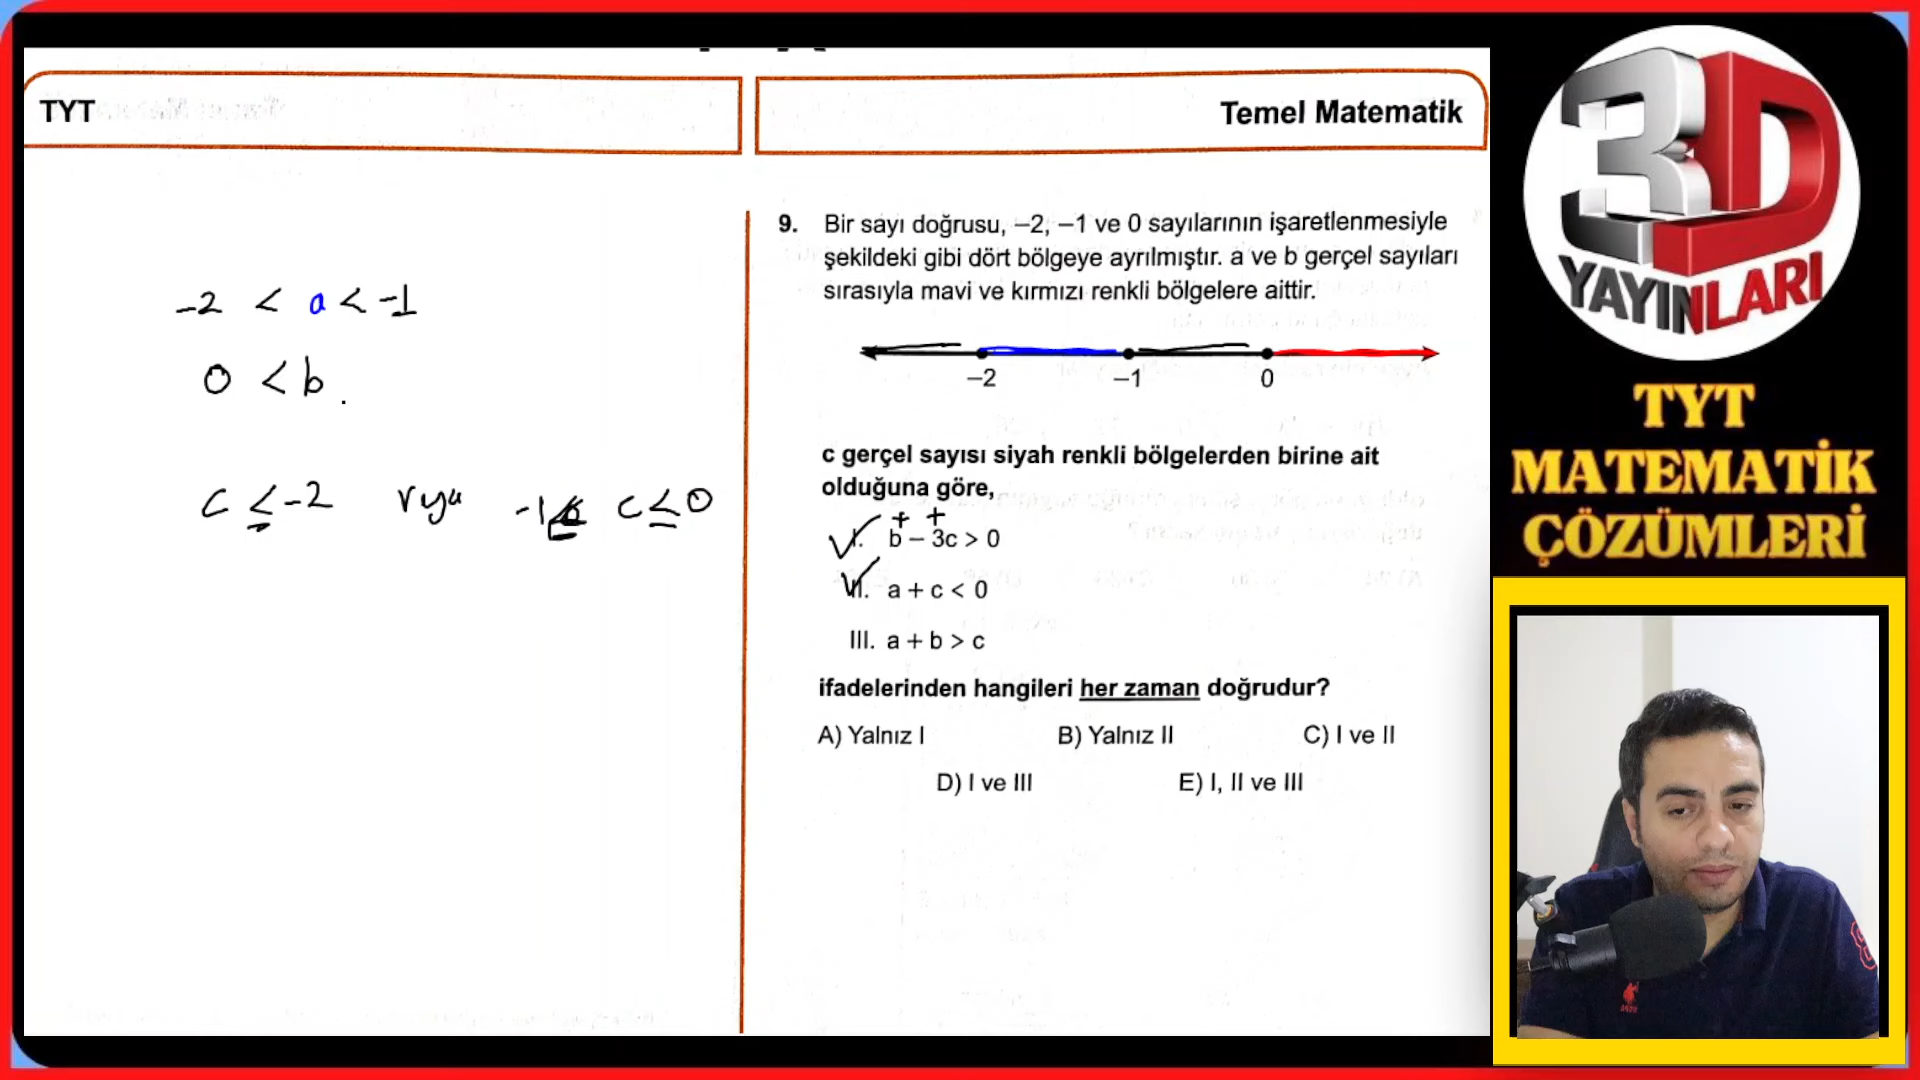 TYT
Temel Matematik
-2 < a < -1
0 < b .
c ≤ -2 veya -1 ≤ c ≤ 0
9. Bir sayı doğrusu, –2, –1 ve 0 sayılarının işaretlenmesiyle
şekildeki gibi dört bölgeye ayrılmıştır. a ve b gerçel sayıları
sırasıyla mavi ve kırmızı renkli bölgelere aittir.
–2 –1 0
c gerçel sayısı siyah renkli bölgelerden birine ait
olduğuna göre,
+ +
I. b – 3c > 0
II. a + c < 0
III. a + b > c
ifadelerinden hangileri her zaman doğrudur?
A) Yalnız I B) Yalnız II C) I ve II
D) I ve III E) I, II ve III
3D
YAYINLARI
TYT
MATEMATİK
ÇÖZÜMLERİ